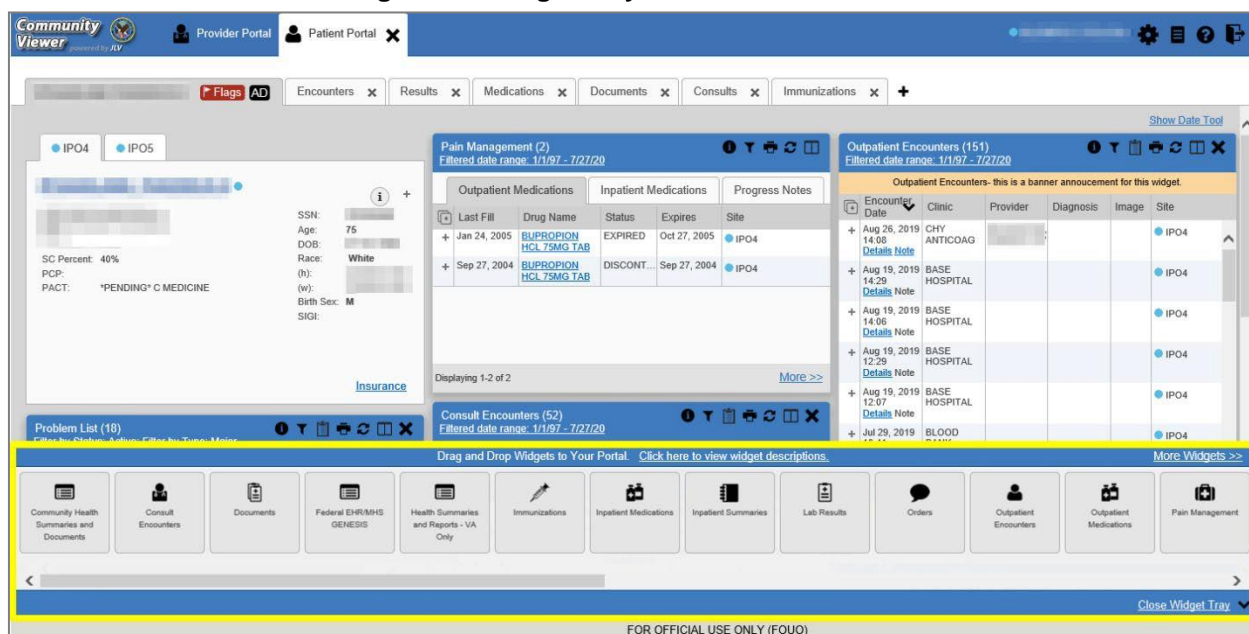 Community
Viewer powered by JLV
Provider Portal
Patient Portal
Flags AD
Encounters
Results
Medications
Documents
Consults
Immunizations
Show Date Tool
IPO4
IPO5
SSN:
Age: 75
DOB:
Race: White
(h):
(w):
Birth Sex: M
SIGI:
SC Percent: 40%
PCP:
PACT: *PENDING* C MEDICINE
Insurance
Problem List (18)
Filter by Status: Active; Filter by Type: Major
Pain Management (2)
Filtered date range: 1/1/97 - 7/27/20
Outpatient Medications
Inpatient Medications
Progress Notes
Last Fill Drug Name Status Expires Site
Jan 24, 2005 BUPROPION HCL 75MG TAB EXPIRED Oct 27, 2005 IPO4
Sep 27, 2004 BUPROPION HCL 75MG TAB DISCONT... Sep 27, 2004 IPO4
Displaying 1-2 of 2
More >>
Consult Encounters (52)
Filtered date range: 1/1/97 - 7/27/20
Outpatient Encounters (151)
Filtered date range: 1/1/97 - 7/27/20
Outpatient Encounters- this is a banner annoucement for this widget.
Encounter Date Clinic Provider Diagnosis Image Site
Aug 26, 2019 CHY IPO4
14:08 ANTICOAG
Details Note
Aug 19, 2019 BASE IPO4
14:29 HOSPITAL
Details Note
Aug 19, 2019 BASE IPO4
14:06 HOSPITAL
Details Note
Aug 19, 2019 BASE IPO4
12:29 HOSPITAL
Details Note
Aug 19, 2019 BASE IPO4
12:07 HOSPITAL
Details Note
Jul 29, 2019 BLOOD IPO4
Drag and Drop Widgets to Your Portal. Click here to view widget descriptions.
More Widgets >>
Community Health
Summaries and
Documents
Consult
Encounters
Documents
Federal EHR/MHS
GENESIS
Health Summaries
and Reports - VA
Only
Immunizations
Inpatient Medications
Inpatient Summaries
Lab Results
Orders
Outpatient
Encounters
Outpatient
Medications
Pain Management
Close Widget Tray
FOR OFFICIAL USE ONLY (FOUO)